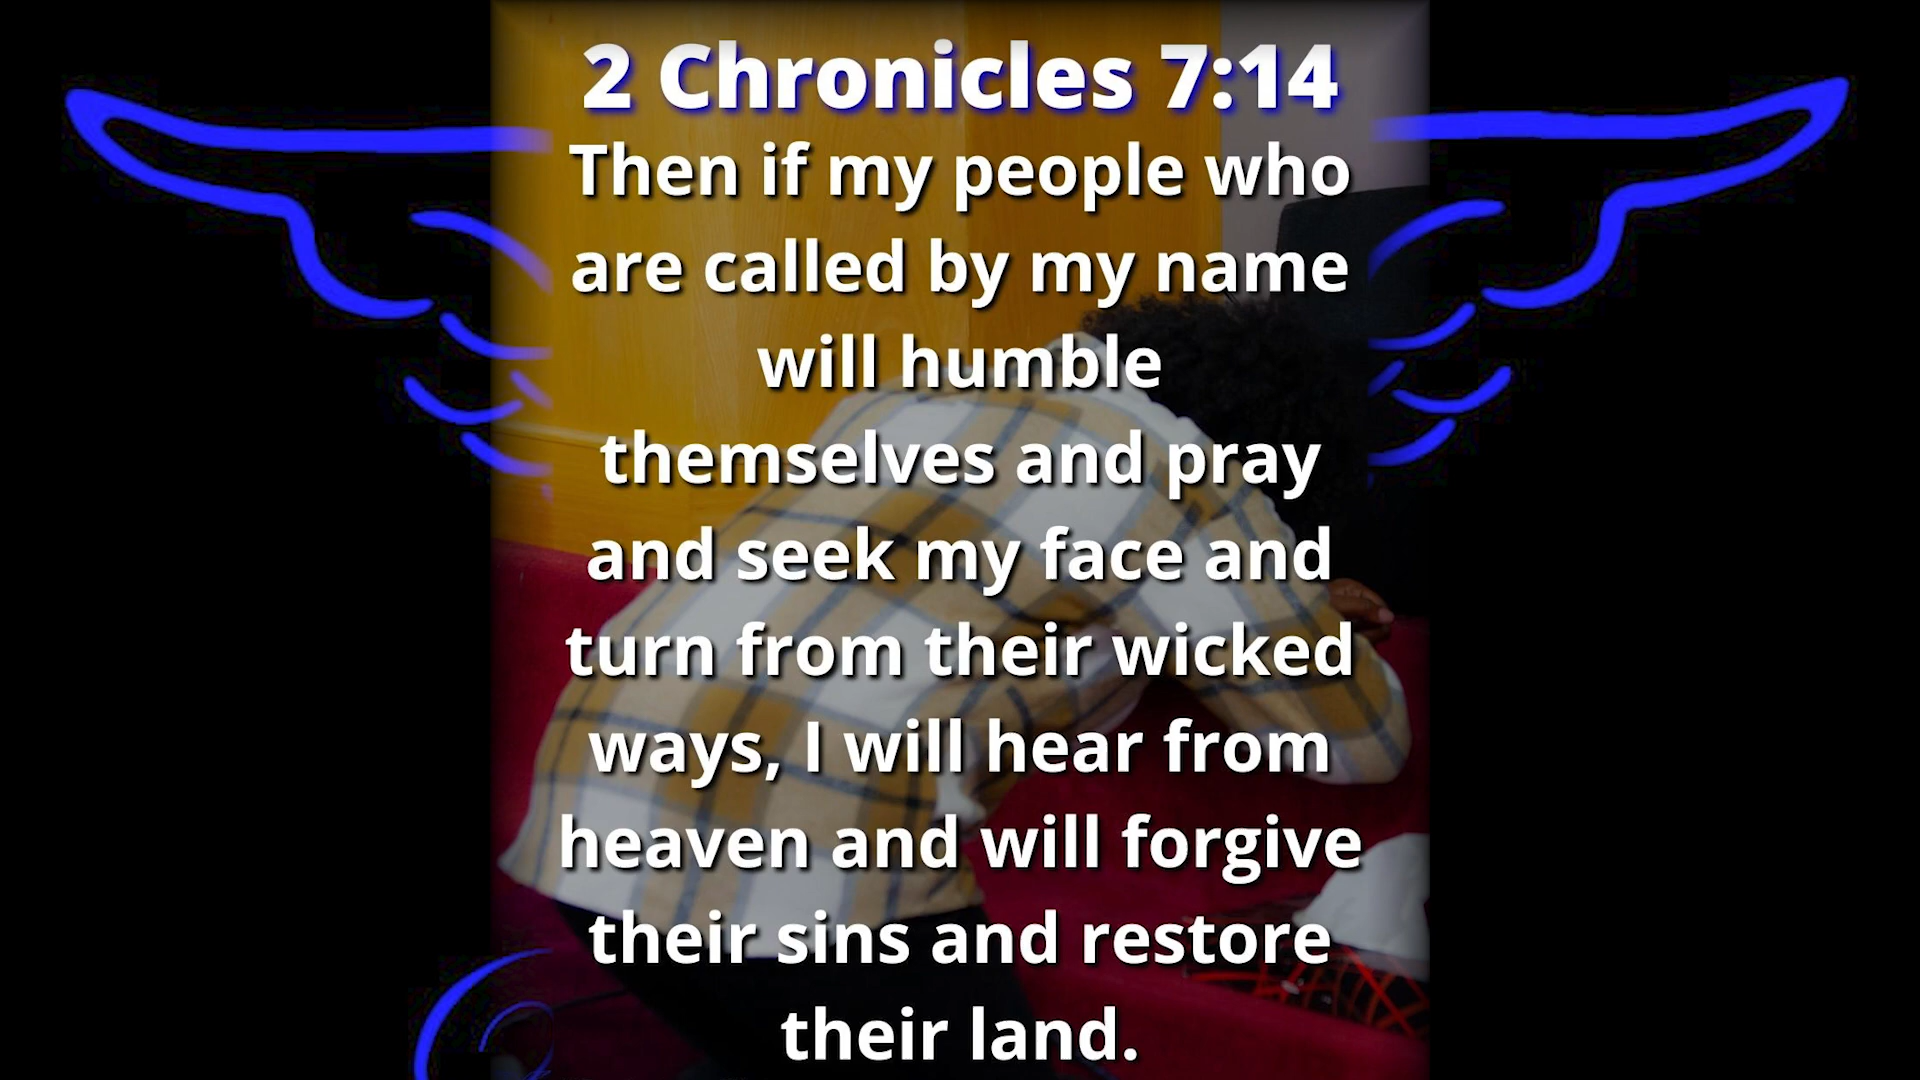 2 Chronicles 7:14
Then if my people who
are called by my name
will humble
themselves and pray
and seek my face and
turn from their wicked
ways, I will hear from
heaven and will forgive
their sins and restore
their land.